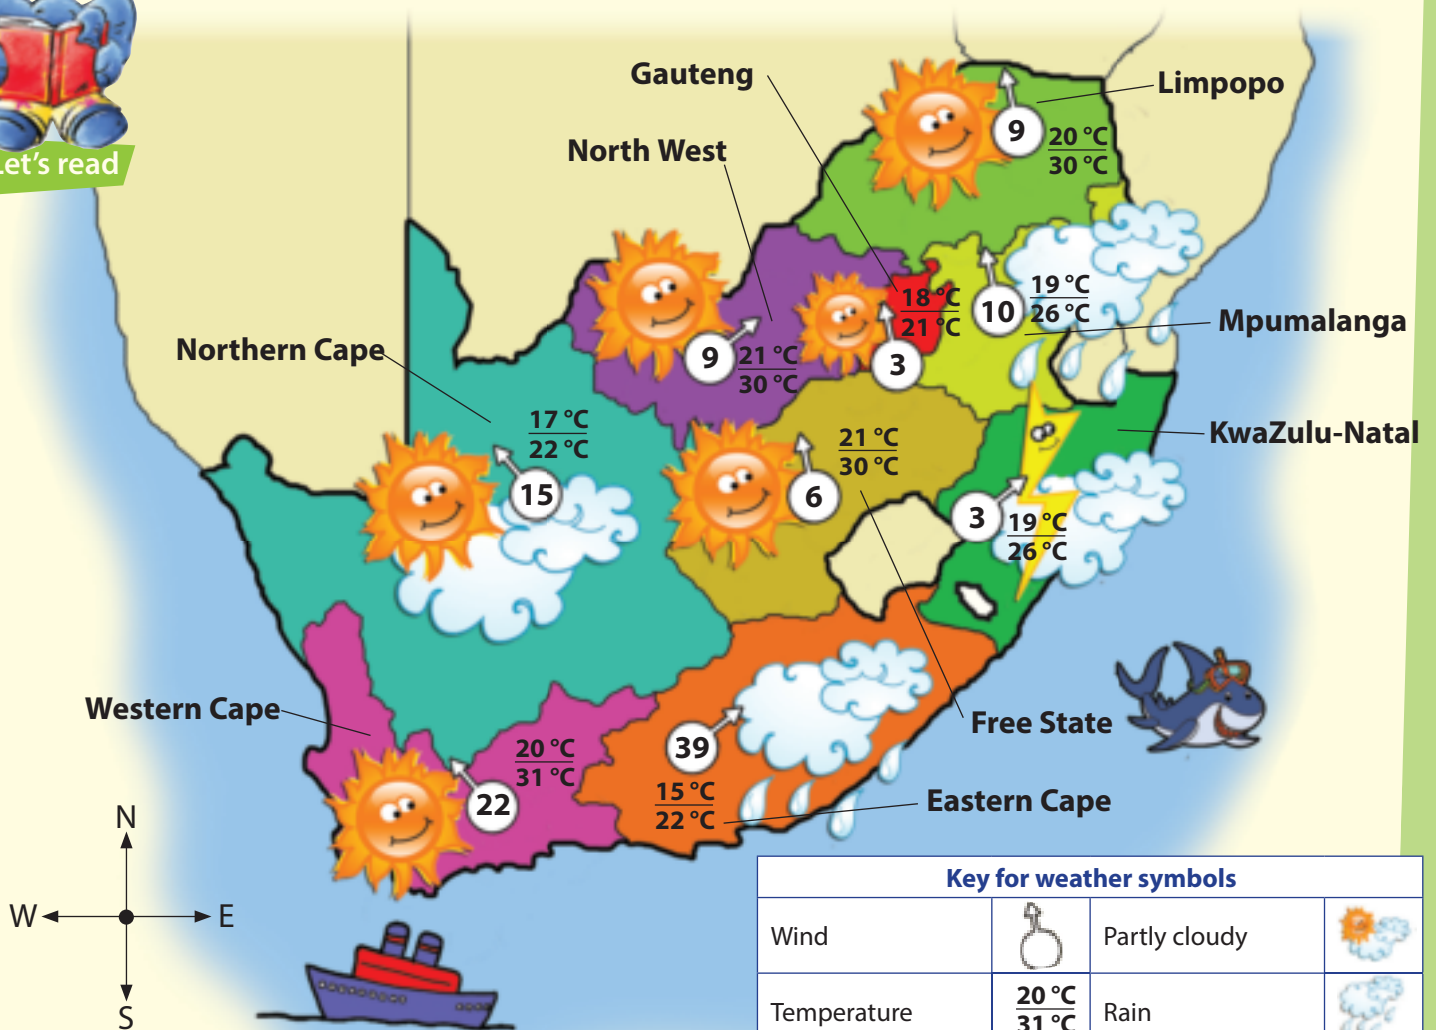 Let's read
Gauteng
Limpopo
9
20 °C
30 °C
North West
18 °C
21 °C
10
19 °C
26 °C
Mpumalanga
Northern Cape
9
21 °C
30 °C
3
17 °C
22 °C
15
21 °C
30 °C
6
KwaZulu-Natal
3
19 °C
26 °C
Western Cape
20 °C
31 °C
22
39
15 °C
22 °C
Free State
Eastern Cape
N
W
E
S
Key for weather symbols
Wind
Partly cloudy
Temperature
20 °C
31 °C
Rain